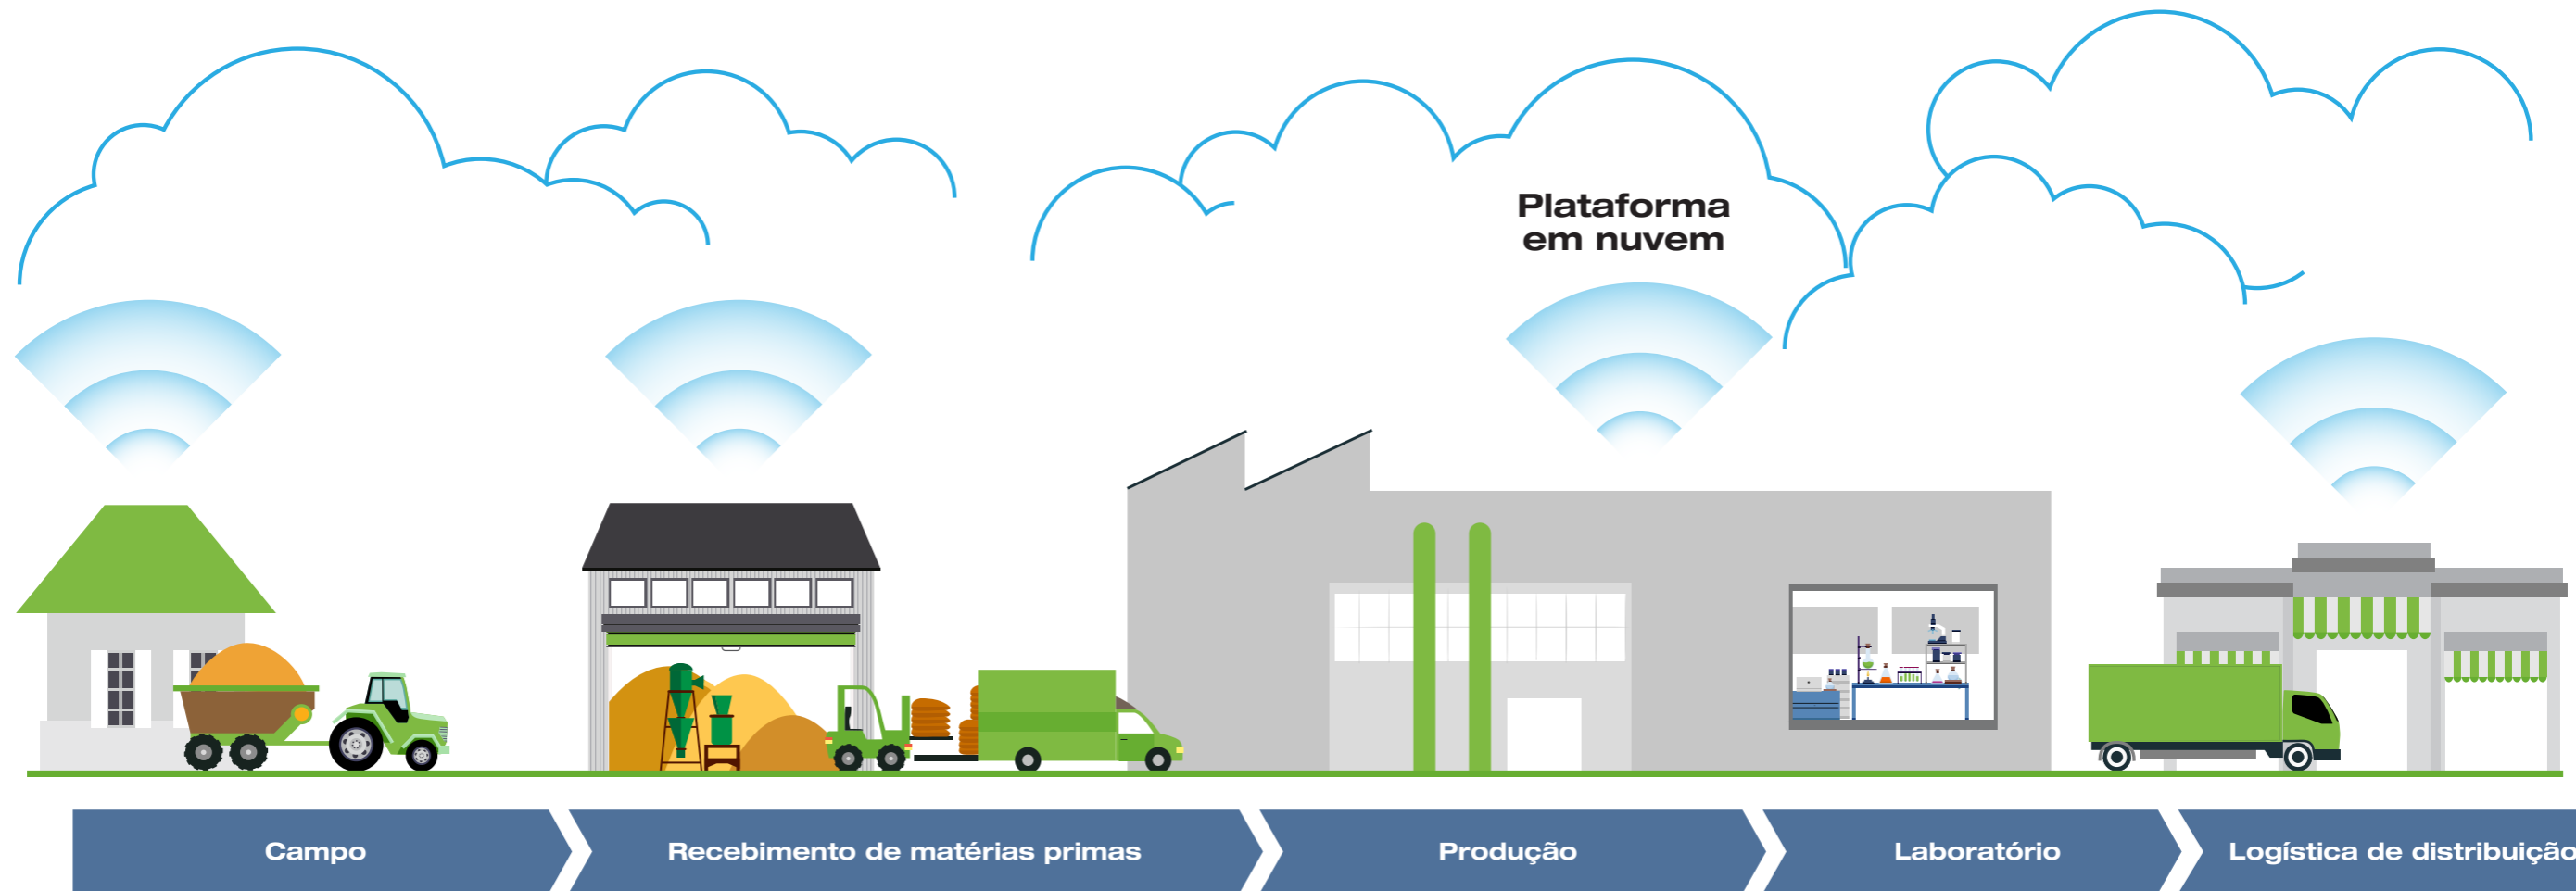 Plataforma
em nuvem
Campo
Recebimento de matérias primas
Produção
Laboratório
Logística de distribuição